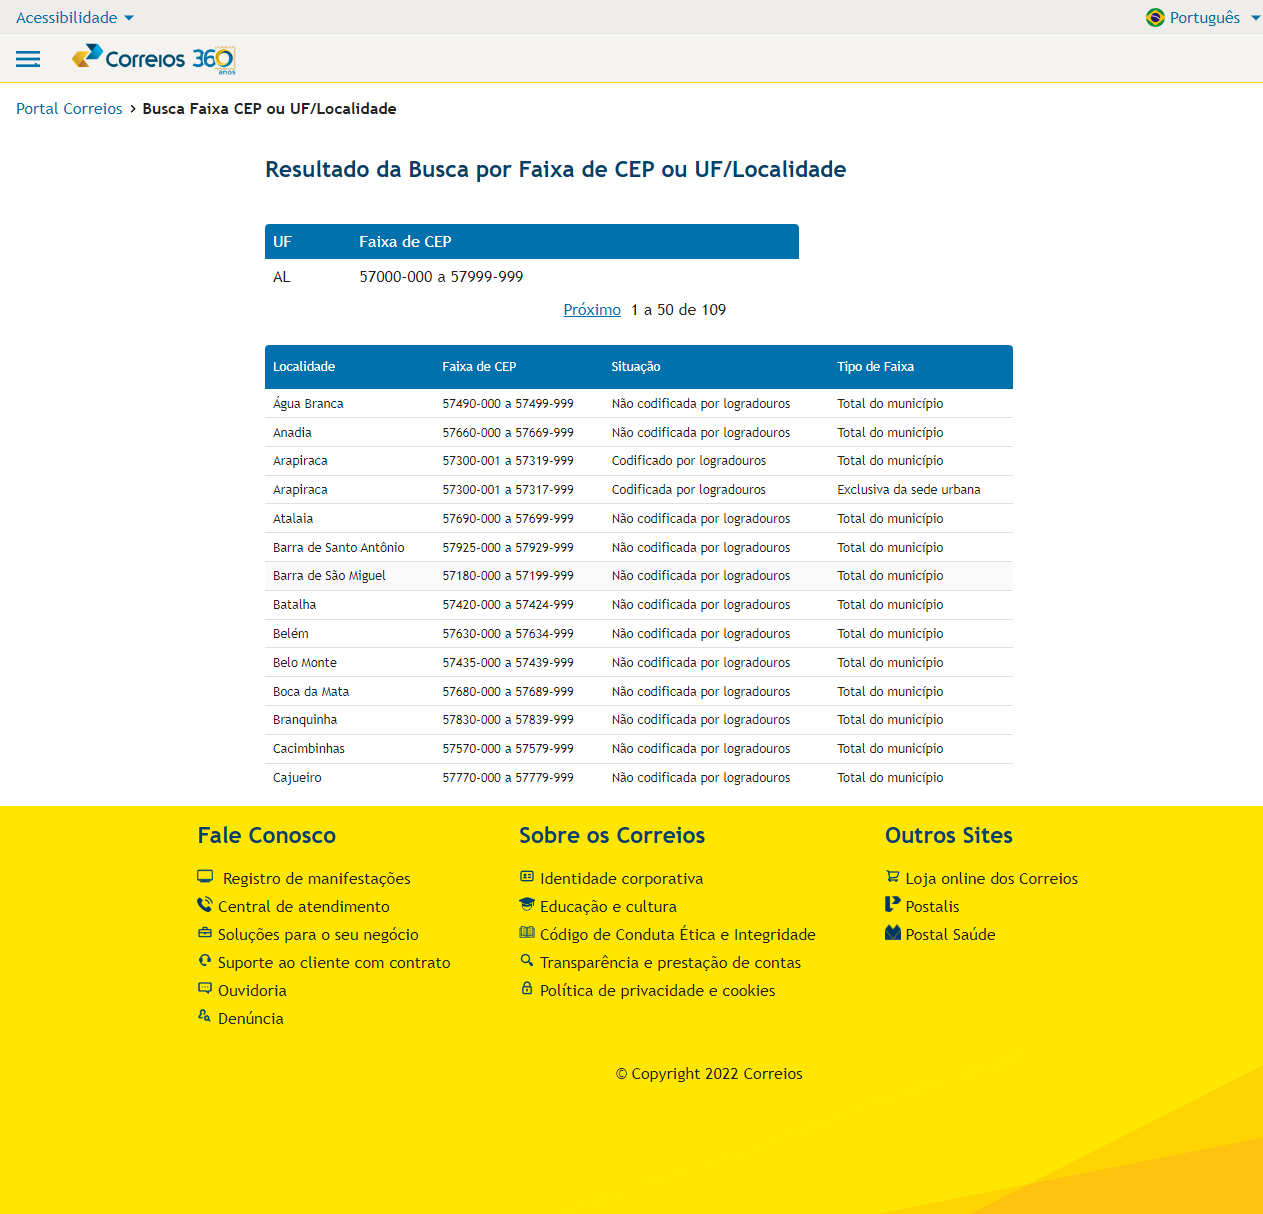 Acessibilidade
Português
Correios 360 anos
Portal Correios > Busca Faixa CEP ou UF/Localidade
Resultado da Busca por Faixa de CEP ou UF/Localidade
UF Faixa de CEP
AL 57000-000 a 57999-999
Próximo 1 a 50 de 109
Localidade Faixa de CEP Situação Tipo de Faixa
Água Branca 57490-000 a 57499-999 Não codificada por logradouros Total do município
Anadia 57660-000 a 57669-999 Não codificada por logradouros Total do município
Arapiraca 57300-001 a 57319-999 Codificado por logradouros Total do município
Arapiraca 57300-001 a 57317-999 Codificada por logradouros Exclusiva da sede urbana
Atalaia 57690-000 a 57699-999 Não codificada por logradouros Total do município
Barra de Santo Antônio 57925-000 a 57929-999 Não codificada por logradouros Total do município
Barra de São Miguel 57180-000 a 57199-999 Não codificada por logradouros Total do município
Batalha 57420-000 a 57424-999 Não codificada por logradouros Total do município
Belém 57630-000 a 57634-999 Não codificada por logradouros Total do município
Belo Monte 57435-000 a 57439-999 Não codificada por logradouros Total do município
Boca da Mata 57680-000 a 57689-999 Não codificada por logradouros Total do município
Branquinha 57830-000 a 57839-999 Não codificada por logradouros Total do município
Cacimbinhas 57570-000 a 57579-999 Não codificada por logradouros Total do município
Cajueiro 57770-000 a 57779-999 Não codificada por logradouros Total do município
Fale Conosco
Registro de manifestações
Central de atendimento
Soluções para o seu negócio
Suporte ao cliente com contrato
Ouvidoria
Denúncia
Sobre os Correios
Identidade corporativa
Educação e cultura
Código de Conduta Ética e Integridade
Transparência e prestação de contas
Política de privacidade e cookies
Outros Sites
Loja online dos Correios
Postalis
Postal Saúde
© Copyright 2022 Correios